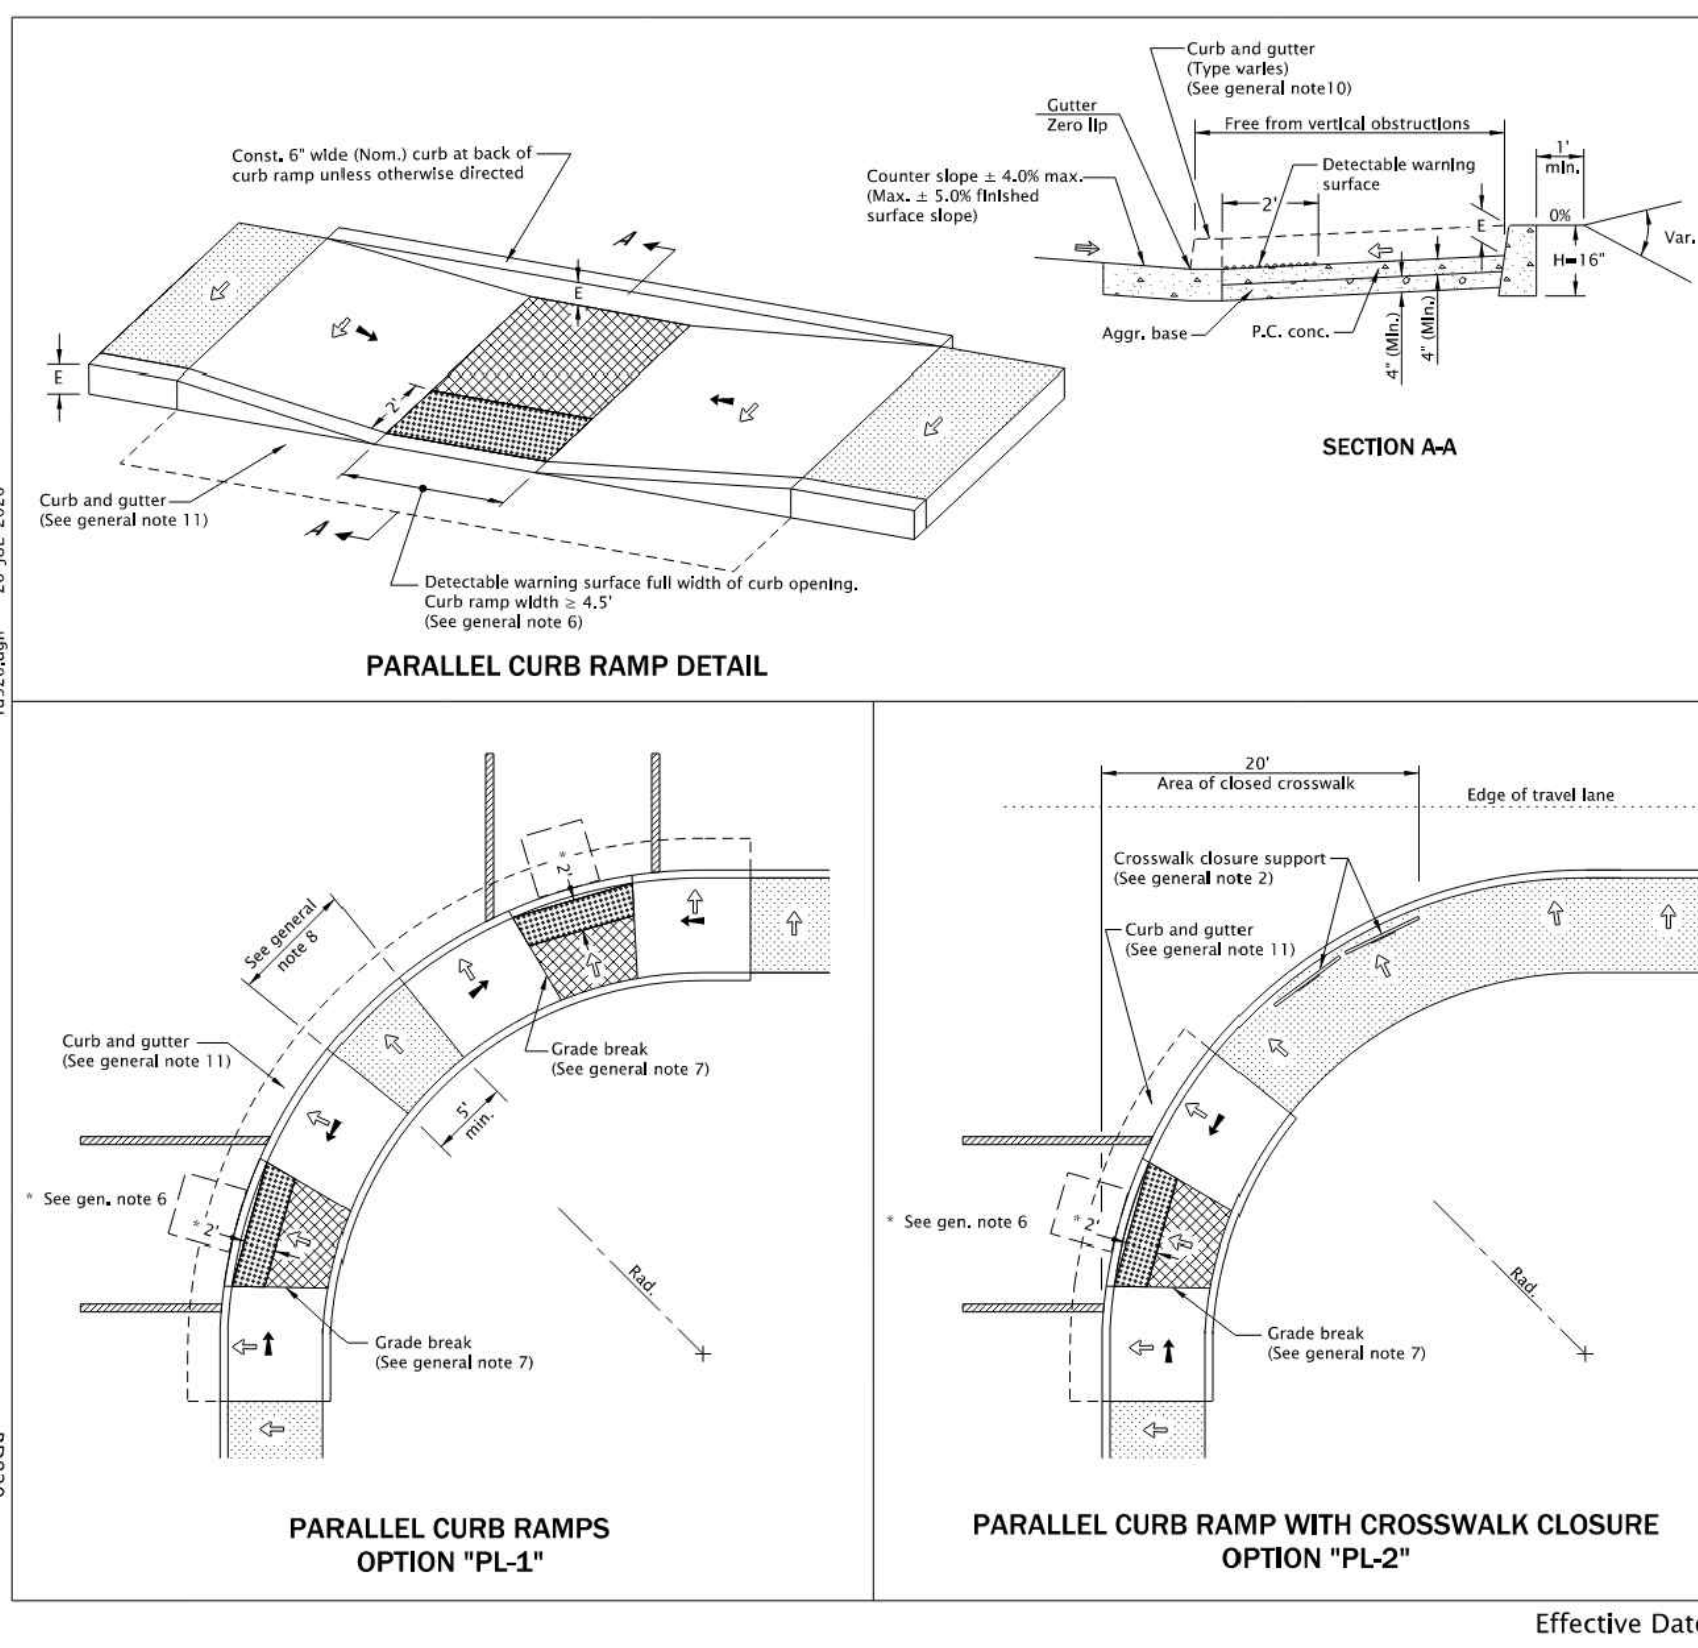 Const. 6" wide (Nom.) curb at back of
curb ramp unless otherwise directed
A
E
E
2'
Curb and gutter
(See general note 11)
A
Detectable warning surface full width of curb opening.
Curb ramp width ≥ 4.5'
(See general note 6)
PARALLEL CURB RAMP DETAIL
Curb and gutter
(Type varies)
(See general note10)
Gutter
Zero lip
Free from vertical obstructions
1'
min.
Counter slope ± 4.0% max.
(Max. ± 5.0% finished
surface slope)
Detectable warning
surface
2'
E
0%
Var.
H=16"
Aggr. base
P.C. conc.
4" (Min.)
4" (Min.)
SECTION A-A
* 2'
See general
note 8
Curb and gutter
(See general note 11)
Grade break
(See general note 7)
5'
min.
* See gen. note 6
* 2'
Rad.
Grade break
(See general note 7)
PARALLEL CURB RAMPS
OPTION "PL-1"
20'
Area of closed crosswalk
Edge of travel lane
Crosswalk closure support
(See general note 2)
Curb and gutter
(See general note 11)
* See gen. note 6
* 2'
Rad.
Grade break
(See general note 7)
PARALLEL CURB RAMP WITH CROSSWALK CLOSURE
OPTION "PL-2"
Effective Date